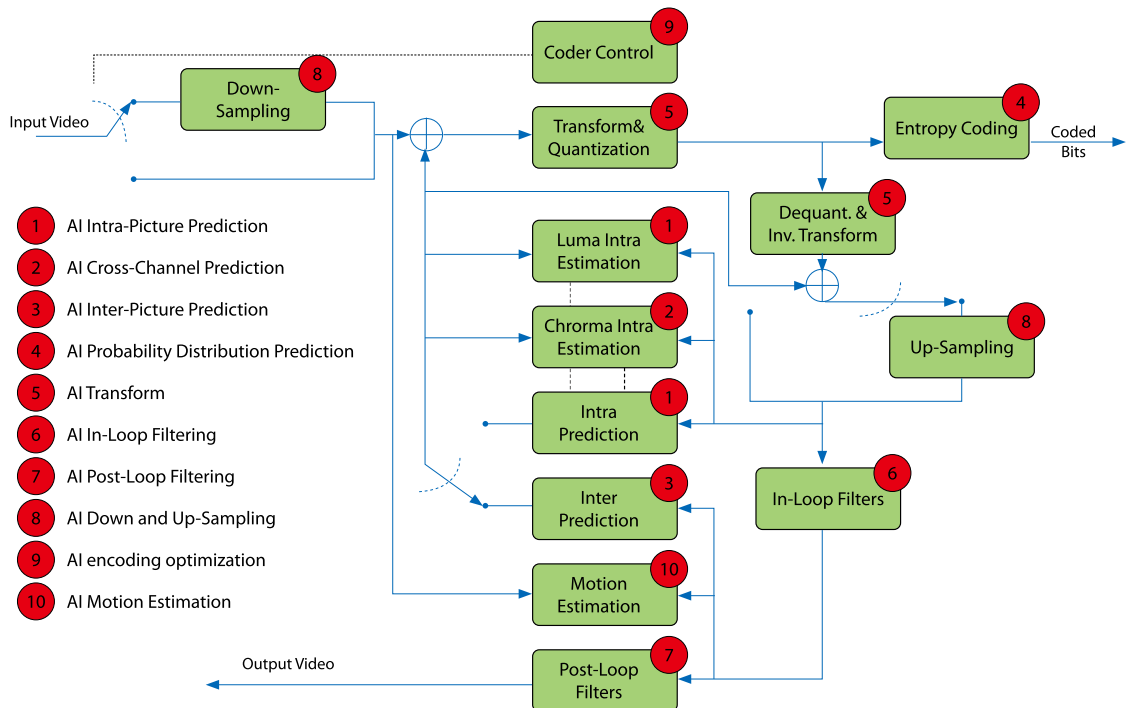 9
Coder Control
8
Down-
Sampling
Input Video
5
Transform&
Quantization
4
Entropy Coding
Coded
Bits
5
Dequant. &
Inv. Transform
1
Luma Intra
Estimation
2
Chrorma Intra
Estimation
8
Up-Sampling
1
Intra
Prediction
6
In-Loop Filters
3
Inter
Prediction
10
Motion
Estimation
7
Post-Loop
Filters
Output Video
1 AI Intra-Picture Prediction
2 AI Cross-Channel Prediction
3 AI Inter-Picture Prediction
4 AI Probability Distribution Prediction
5 AI Transform
6 AI In-Loop Filtering
7 AI Post-Loop Filtering
8 AI Down and Up-Sampling
9 AI encoding optimization
10 AI Motion Estimation